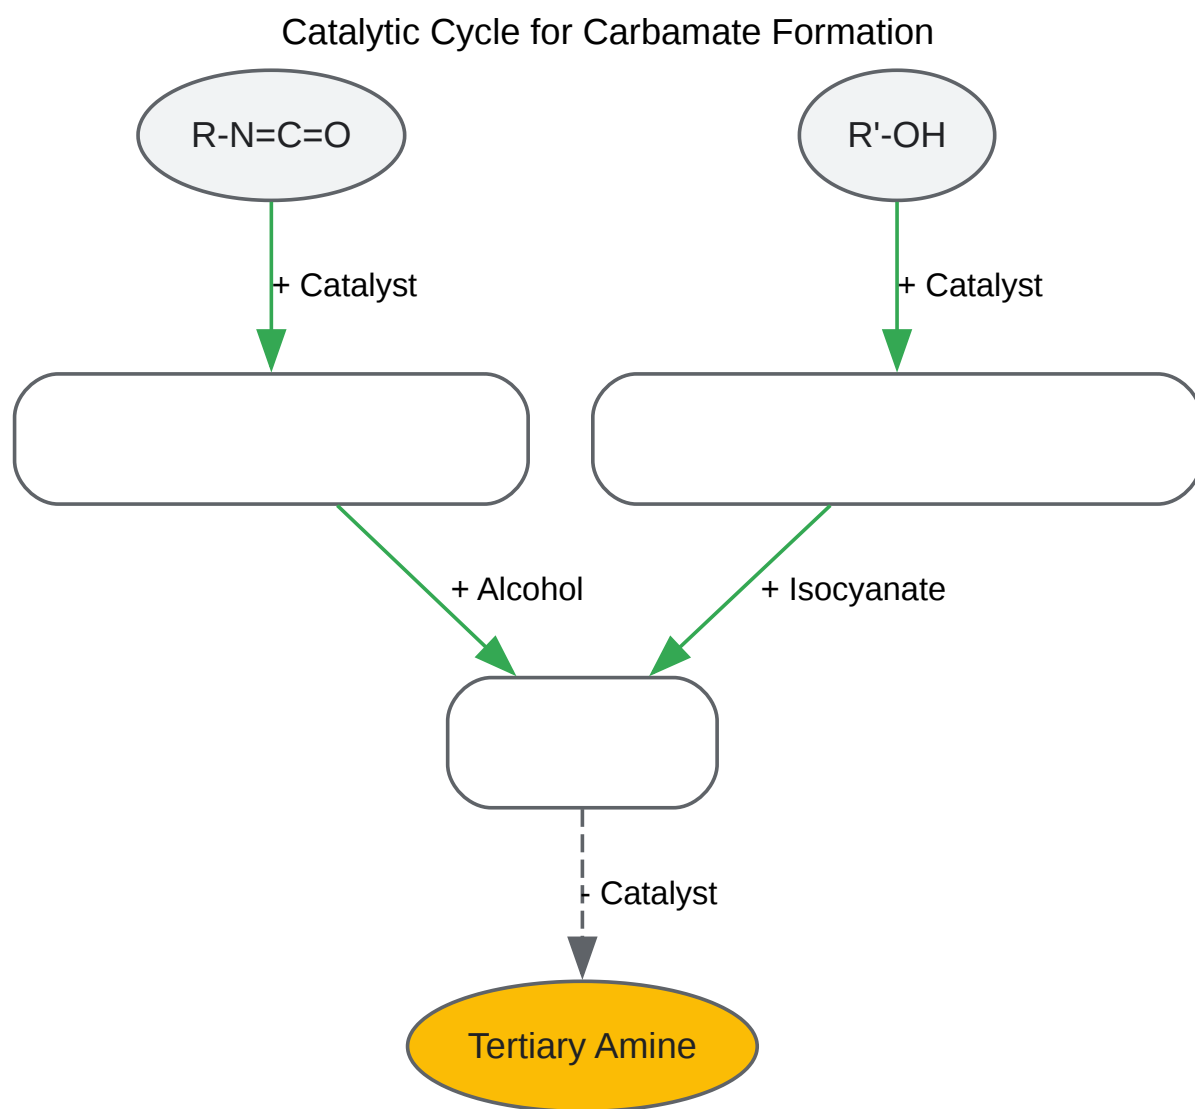 Catalytic Cycle for Carbamate Formation
R-N=C=O
R'-OH
+ Catalyst
+ Catalyst
+ Alcohol
+ Isocyanate
- Catalyst
Tertiary Amine